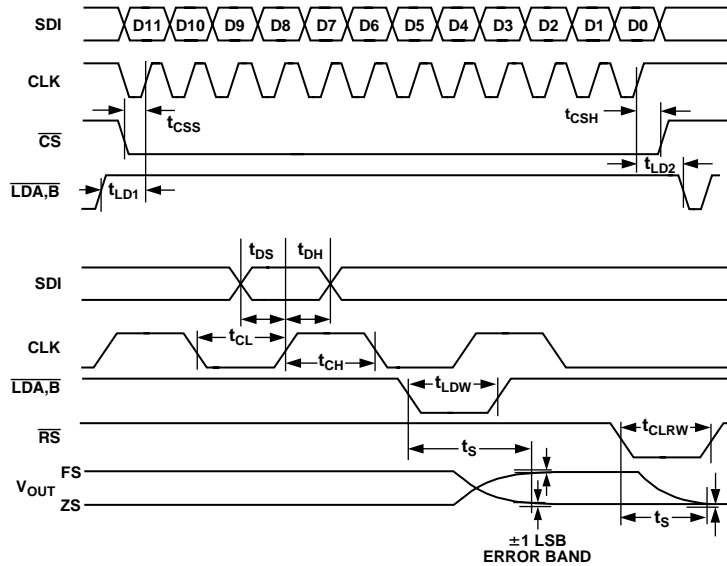 SDI D11 D10 D9 D8 D7 D6 D5 D4 D3 D2 D1 D0
CLK
tCSS
tCSH
CS
tLD2
LDA,B
tLD1
tDS tDH
SDI
CLK
tCL
tCH
LDA,B
tLDW
RS
tCLRW
tS
FS
VOUT
ZS
tS
±1 LSB
ERROR BAND